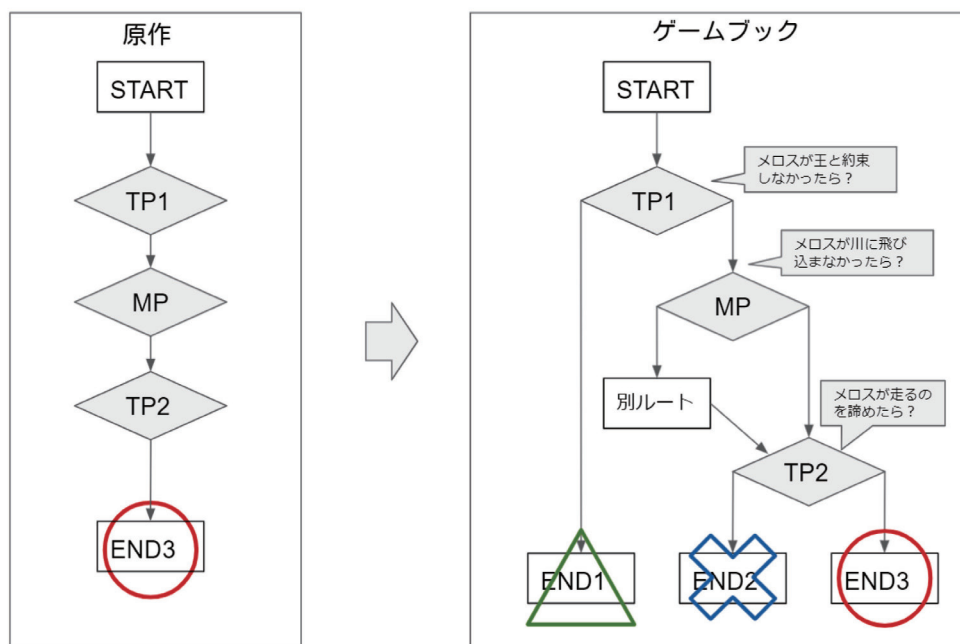 原作
START
TP1
MP
TP2
END3
ゲームブック
START
メロスが王と約束
しなかったら？
TP1
メロスが川に飛び
込まなかったら？
MP
別ルート
メロスが走るの
を諦めたら？
TP2
END1
END2
END3